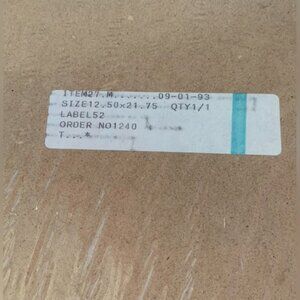 ITEM27.M.......09-01-93
SIZE12.50x21.75 QTY1/1
LABEL52
ORDER NO1240
T...*